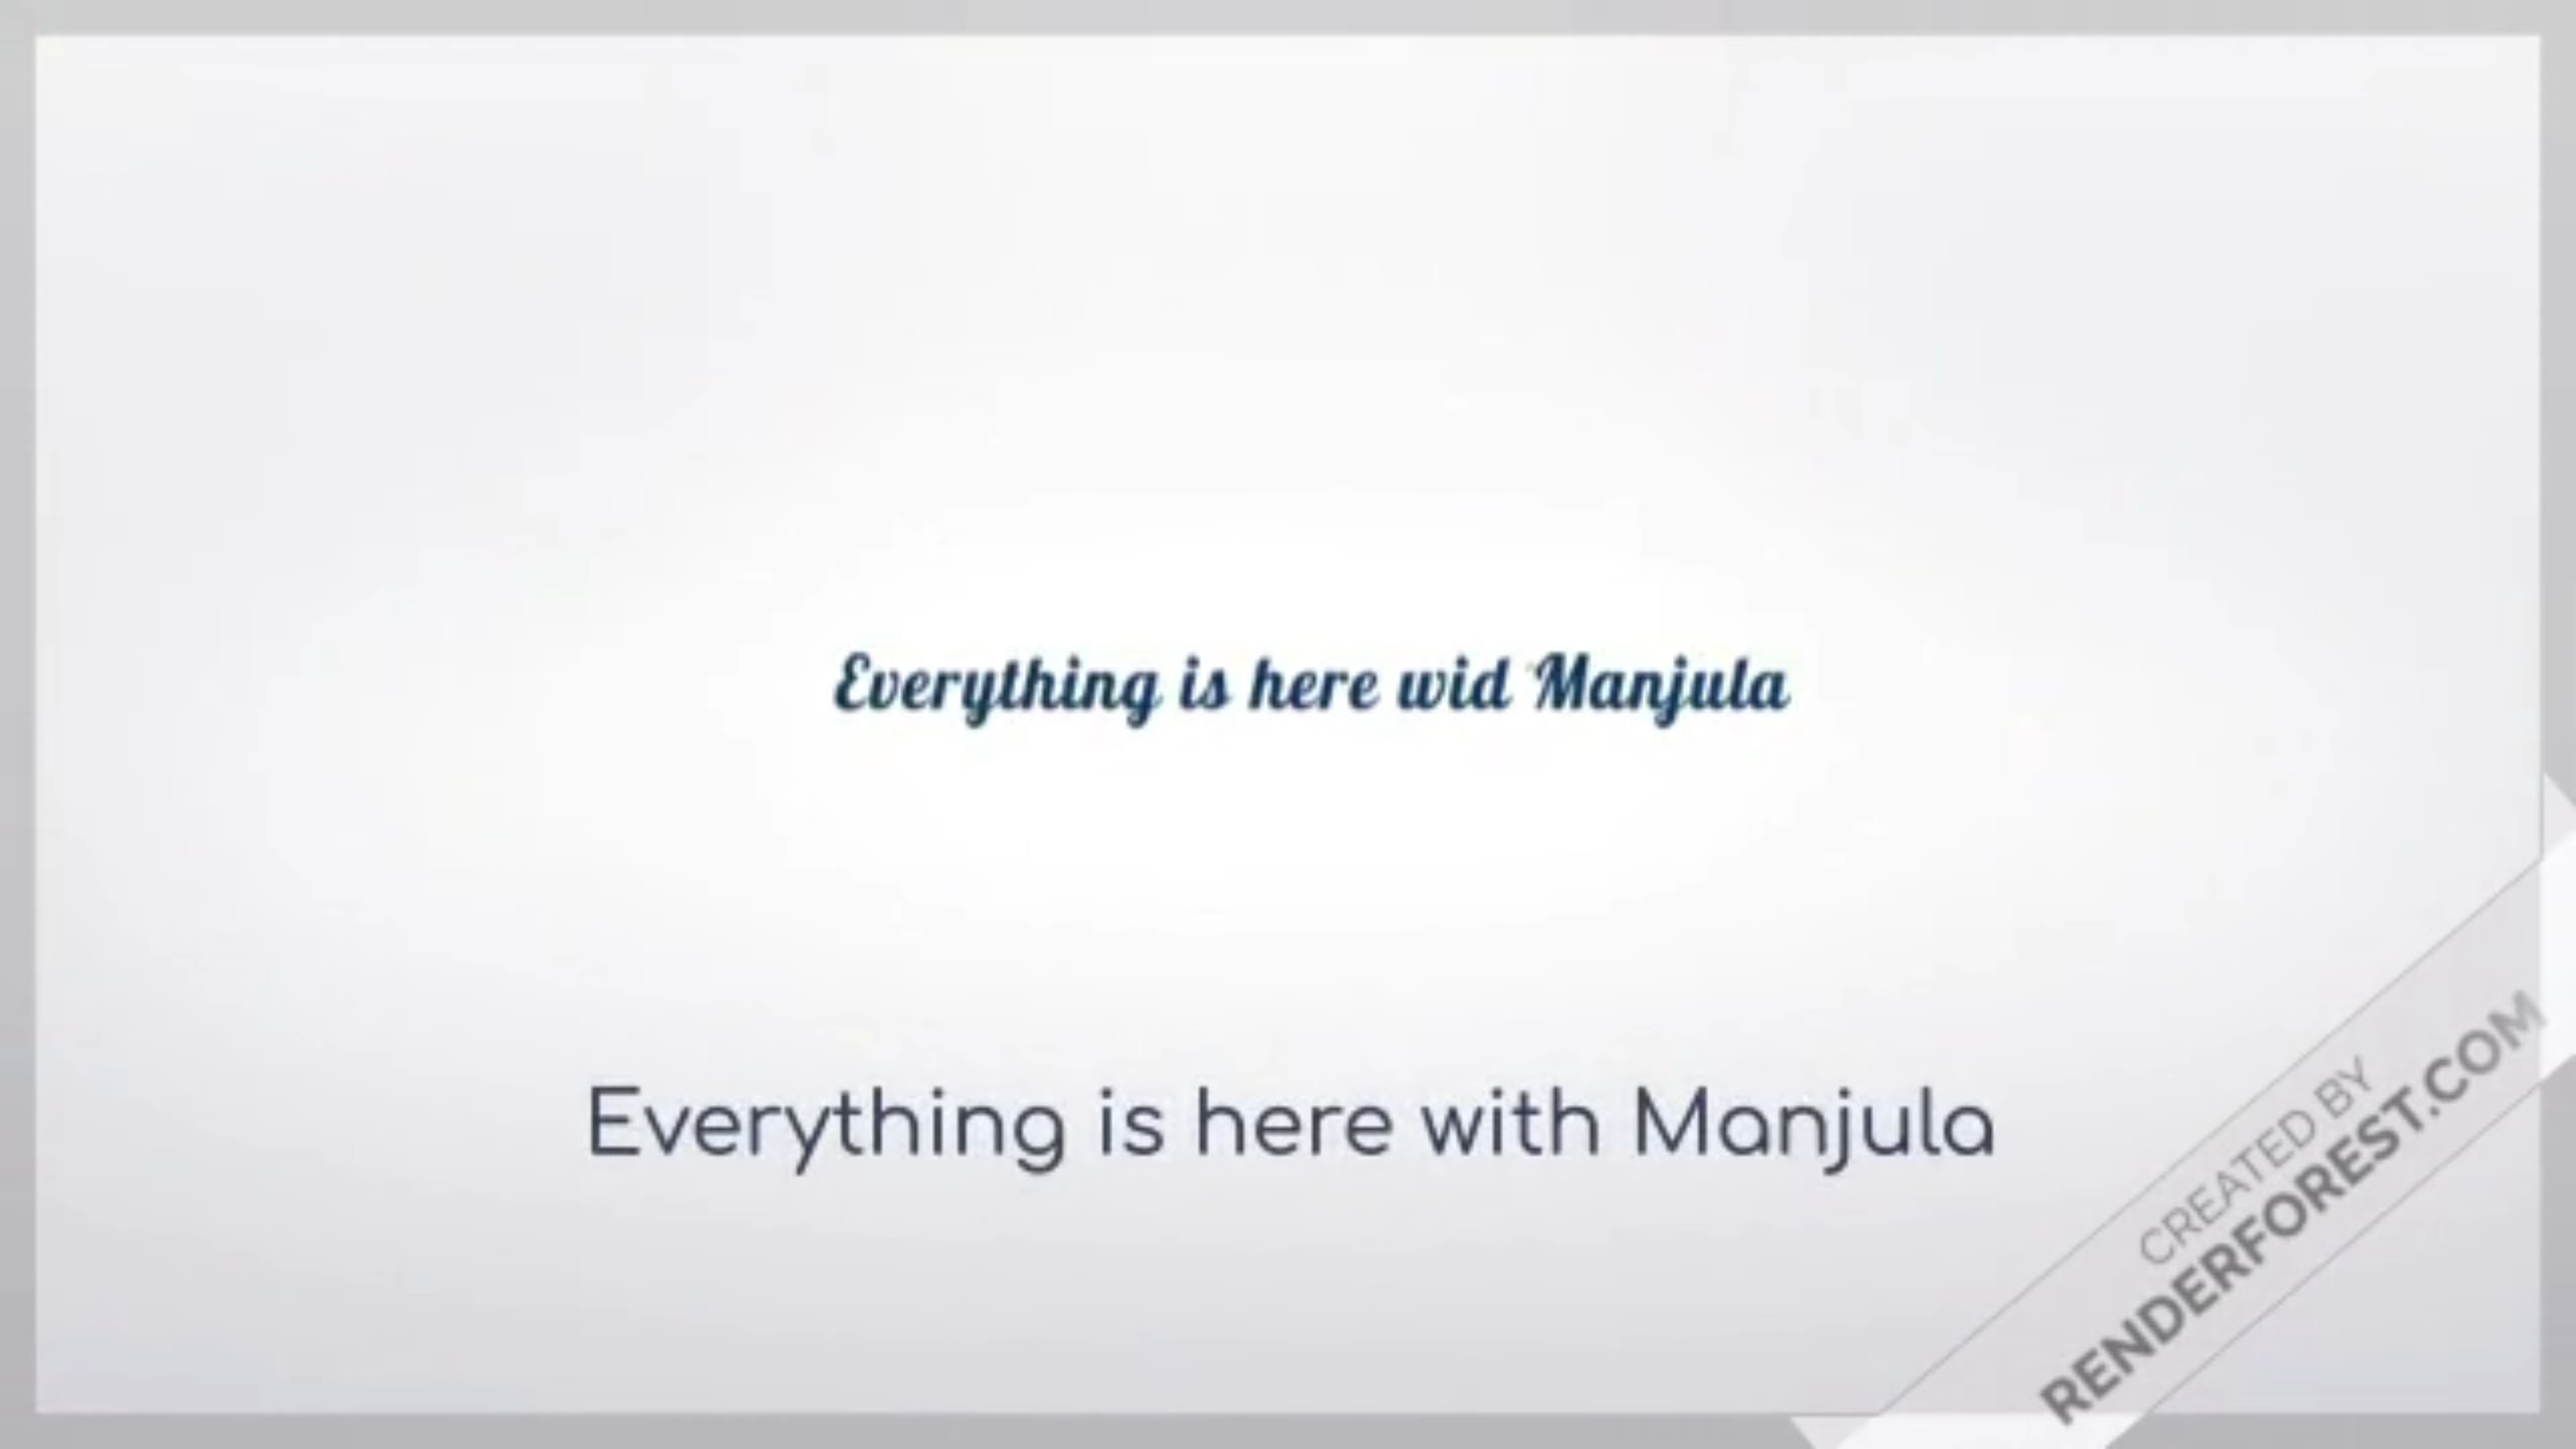 Everything is here wid Manjula
Everything is here with Manjula
CREATED BY
RENDERFOREST.COM